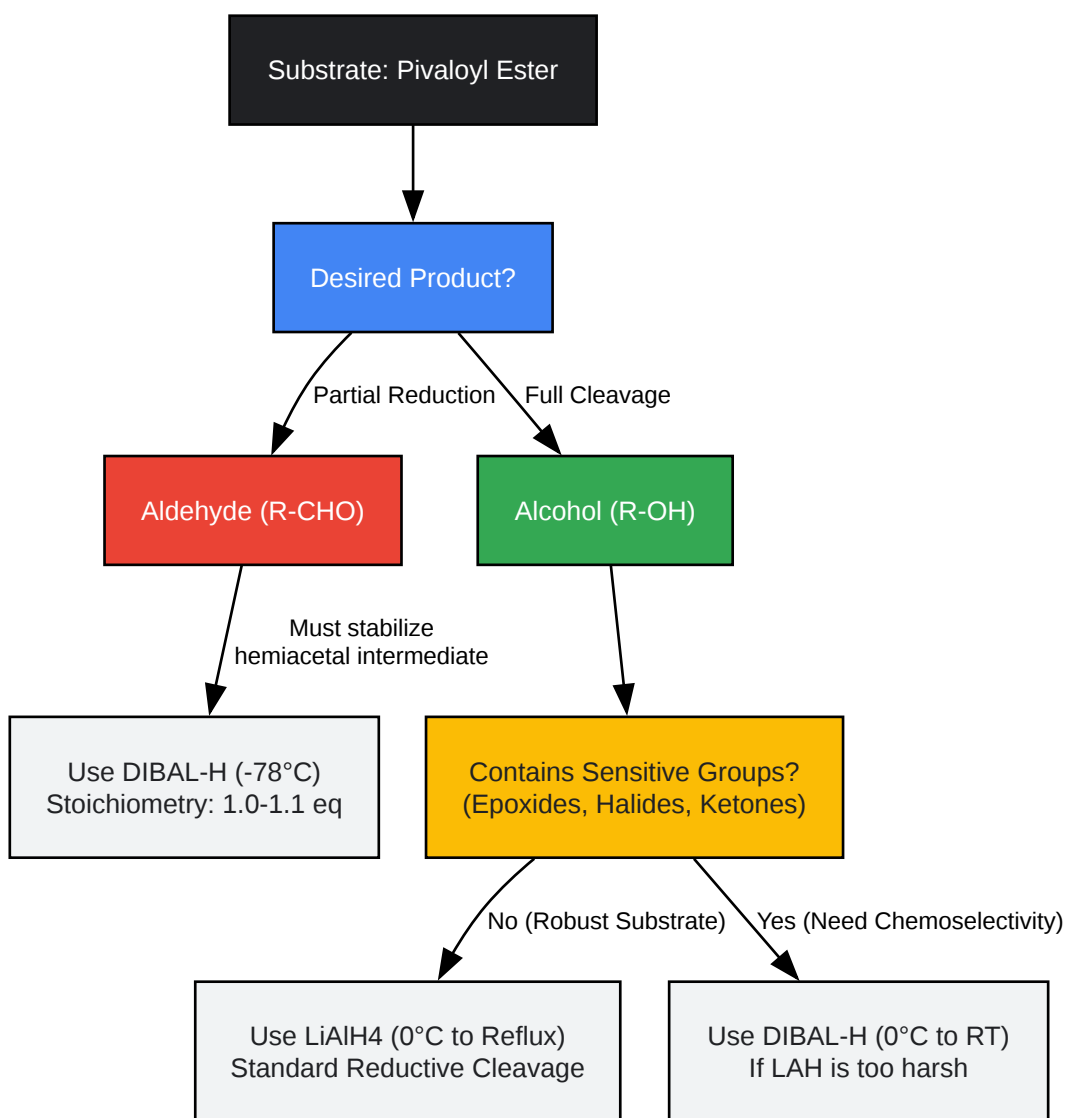 Substrate: Pivaloyl Ester
Desired Product?
Partial Reduction
Full Cleavage
Aldehyde (R-CHO)
Alcohol (R-OH)
Must stabilize
hemiacetal intermediate
Use DIBAL-H (-78°C)
Stoichiometry: 1.0-1.1 eq
Contains Sensitive Groups?
(Epoxides, Halides, Ketones)
No (Robust Substrate)
Yes (Need Chemoselectivity)
Use LiAlH4 (0°C to Reflux)
Standard Reductive Cleavage
Use DIBAL-H (0°C to RT)
If LAH is too harsh